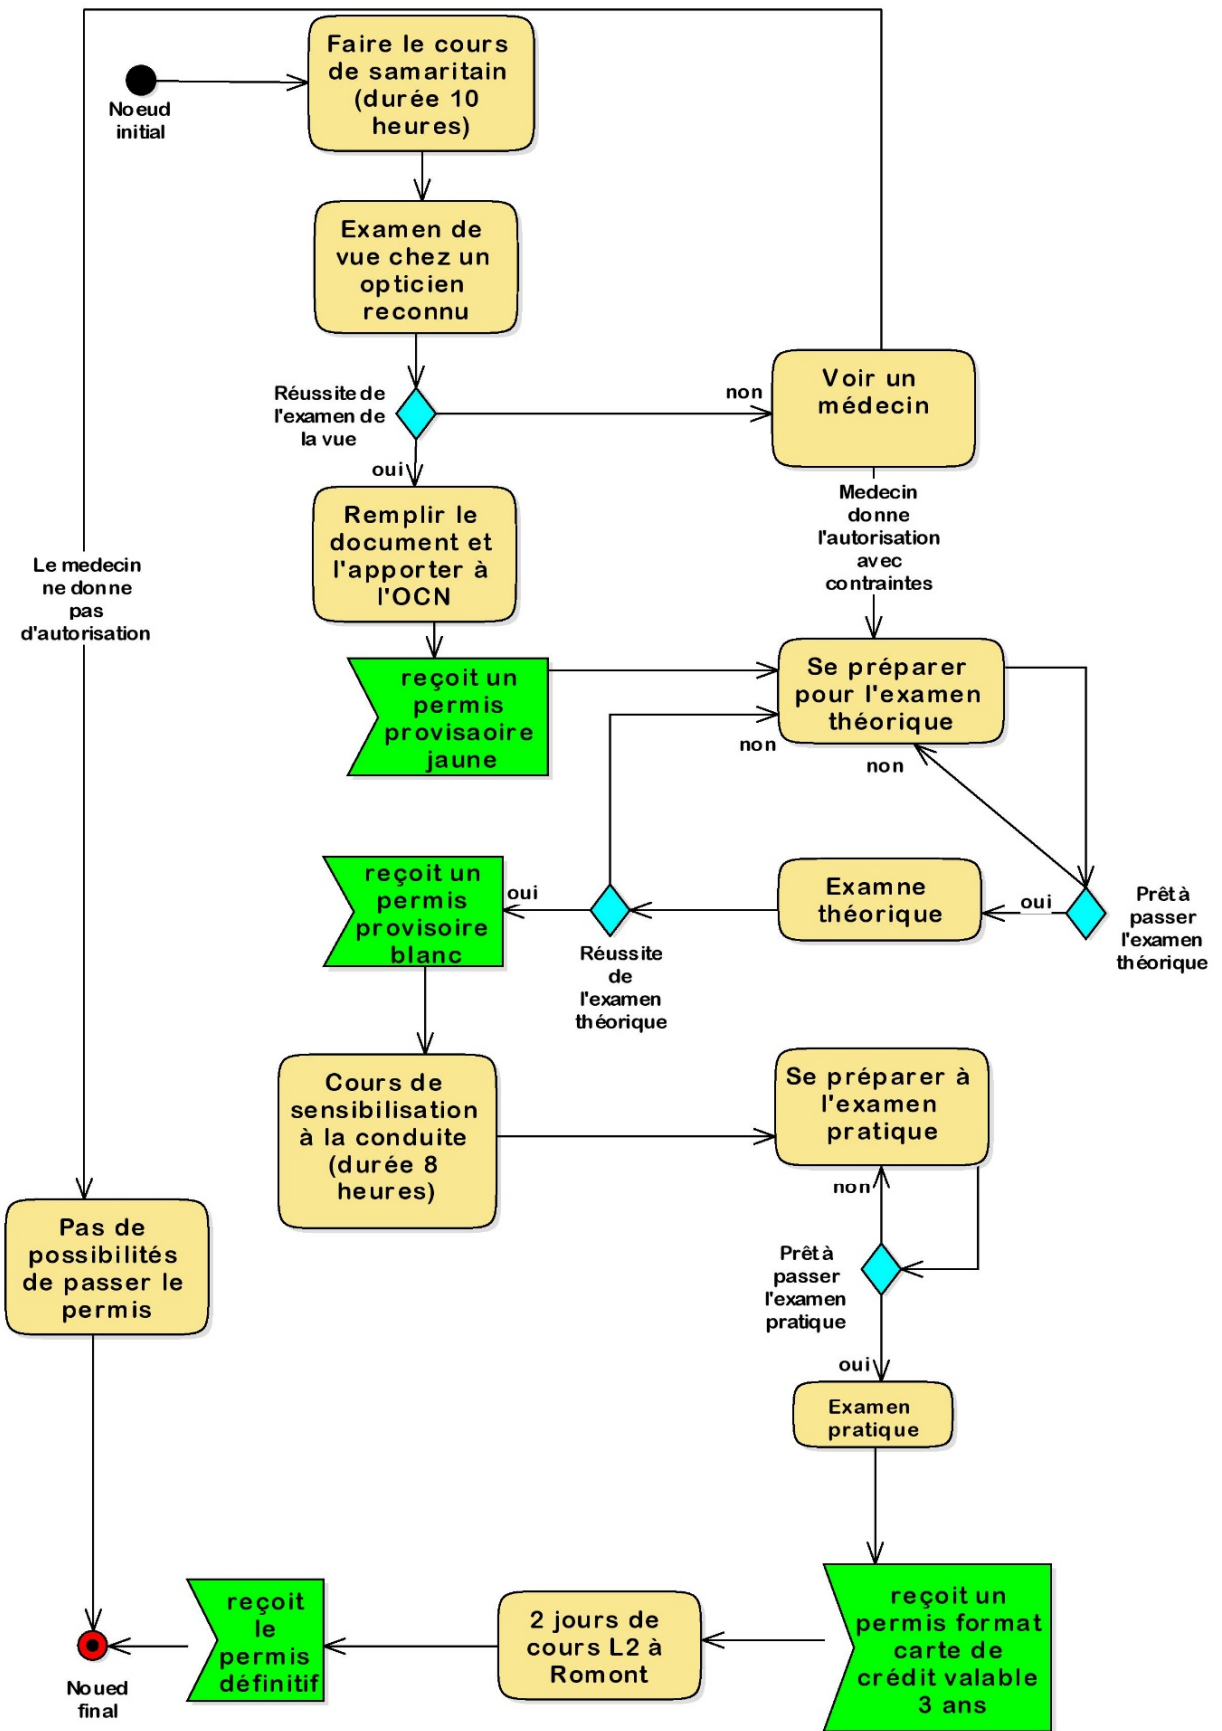 Faire le cours
de samaritain
(durée 10
heures)
Noeud
initial
Examen de
vue chez un
opticien
reconnu
Réussite de
l'examen de
la vue
non
Voir un
médecin
oui
Remplir le
document et
l'apporter à
l'OCN
Medecin
donne
l'autorisation
avec
contraintes
Le medecin
ne donne
pas
d'autorisation
reçoit un
permis
provisaoire
jaune
Se préparer
pour l'examen
théorique
non
non
reçoit un
permis
provisoire
blanc
oui
Réussite
de
l'examen
théorique
Examne
théorique
oui
Prêt à
passer
l'examen
théorique
Cours de
sensibilisation
à la conduite
(durée 8
heures)
Se préparer à
l'examen
pratique
non
Prêt à
passer
l'examen
pratique
oui
Pas de
possibilités
de passer le
permis
Examen
pratique
reçoit un
permis format
carte de
crédit valable
3 ans
2 jours de
cours L2 à
Romont
reçoit
le
permis
définitif
Noued
final